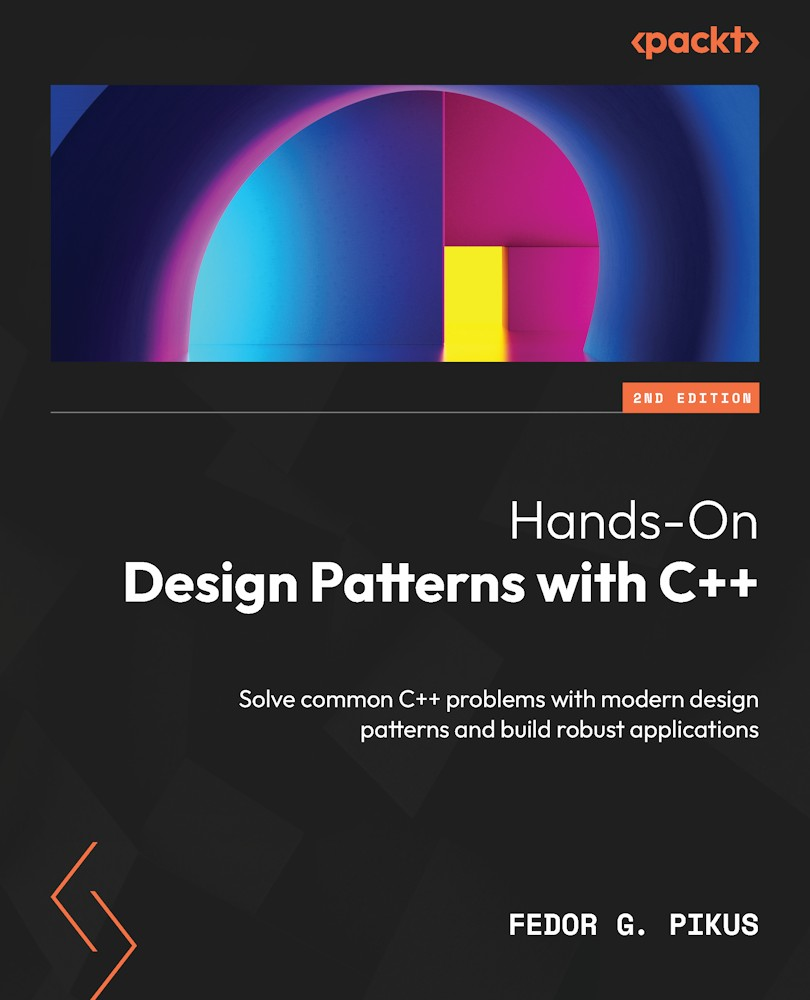 <packt>
2ND EDITION
Hands-On
Design Patterns with C++
Solve common C++ problems with modern design
patterns and build robust applications
FEDOR G. PIKUS